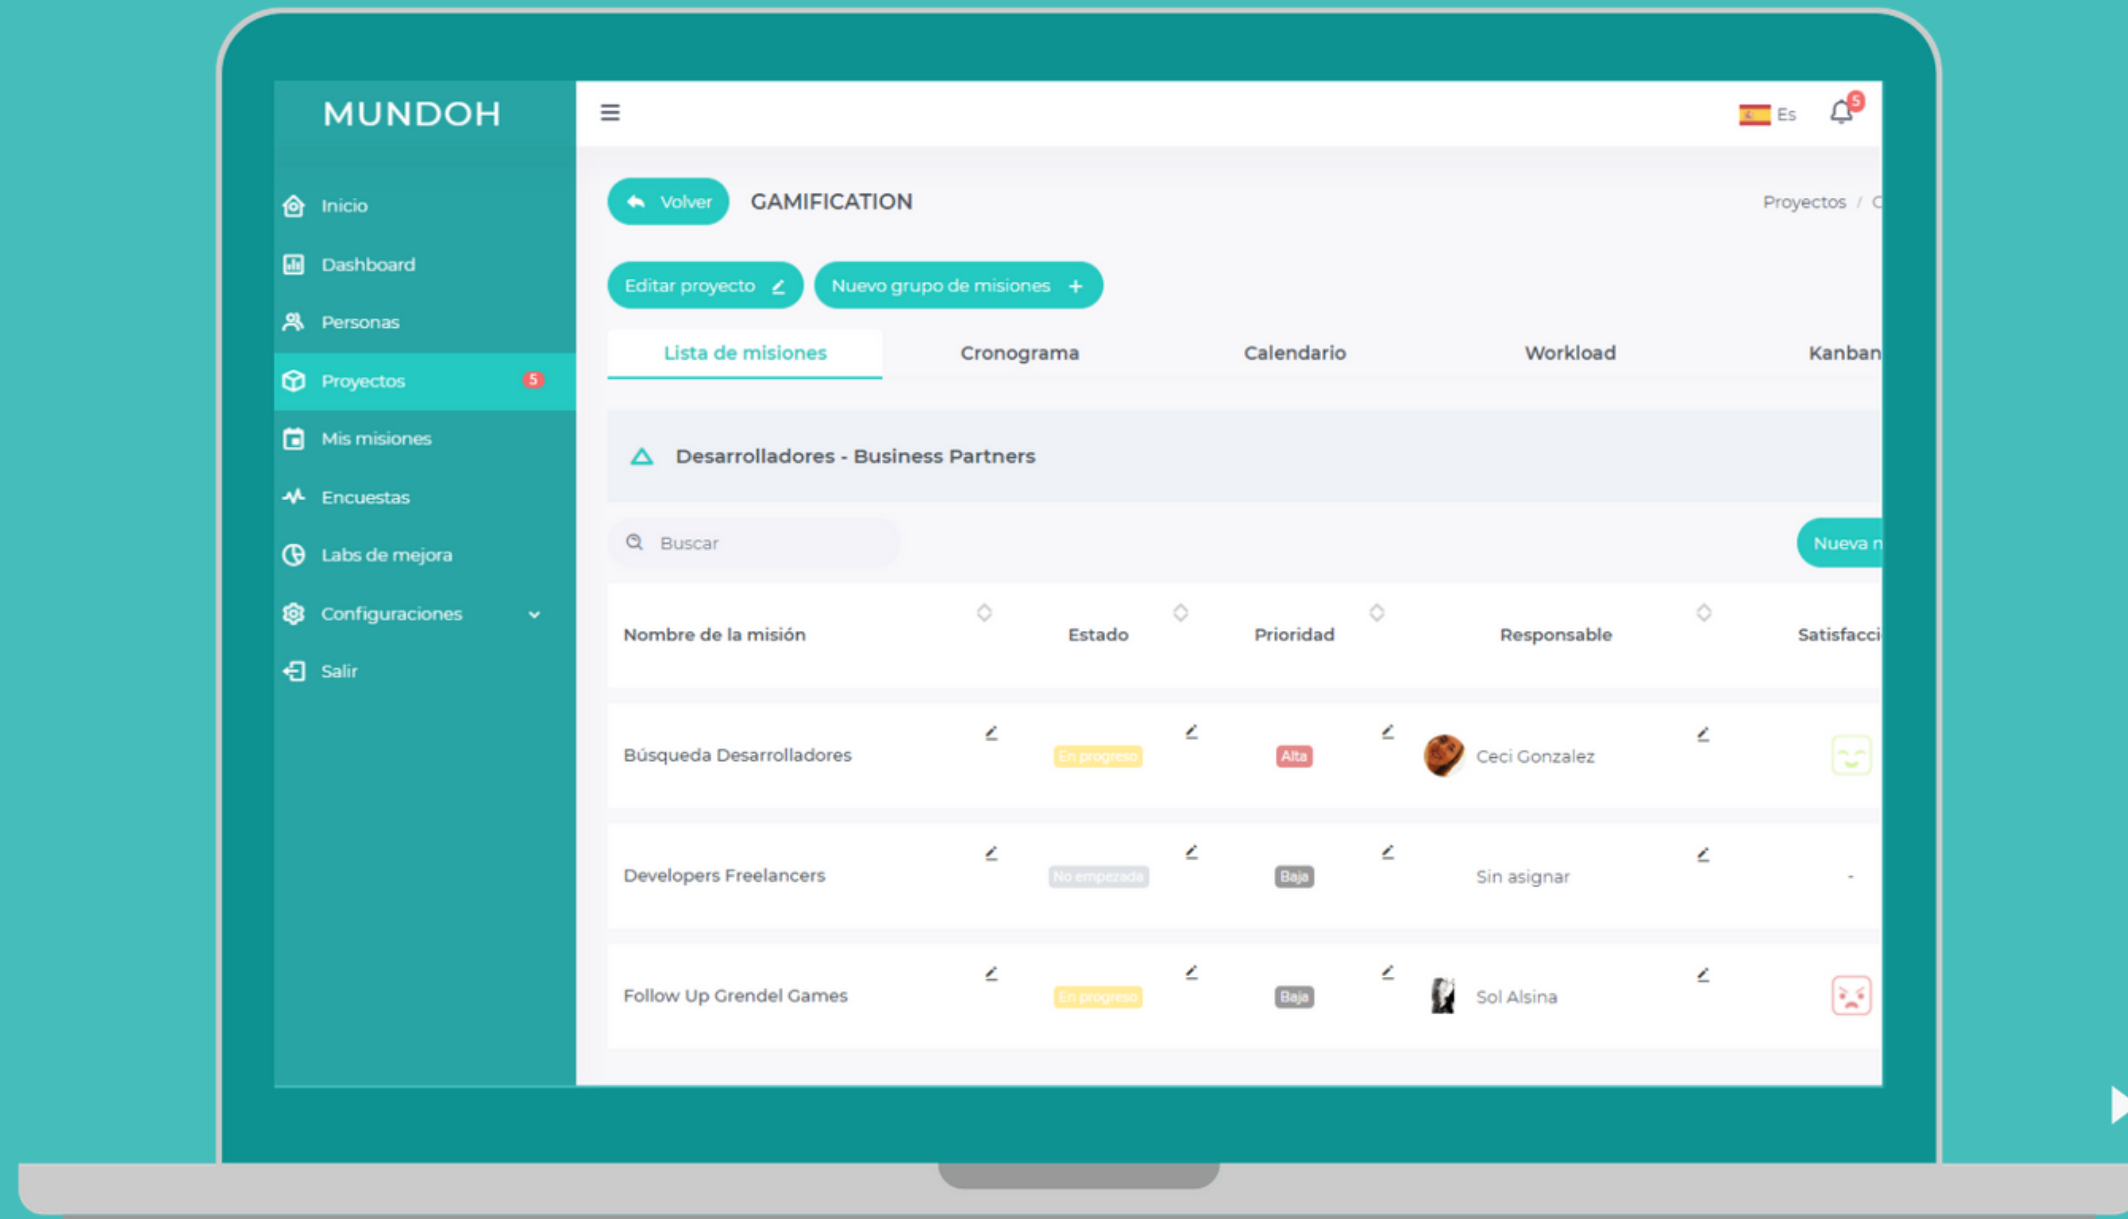 MUNDOH
Es
5
Inicio
Dashboard
Personas
Proyectos 5
Mis misiones
Encuestas
Labs de mejora
Configuraciones
Salir
Volver GAMIFICATION
Proyectos /
Editar proyecto
Nuevo grupo de misiones +
Lista de misiones Cronograma Calendario Workload Kanban
Desarrolladores - Business Partners
Buscar
Nueva
Nombre de la misión Estado Prioridad Responsable Satisfacci
Búsqueda Desarrolladores En progreso Alta Ceci Gonzalez
Developers Freelancers No empezada Baja Sin asignar -
Follow Up Grendel Games En progreso Baja Sol Alsina